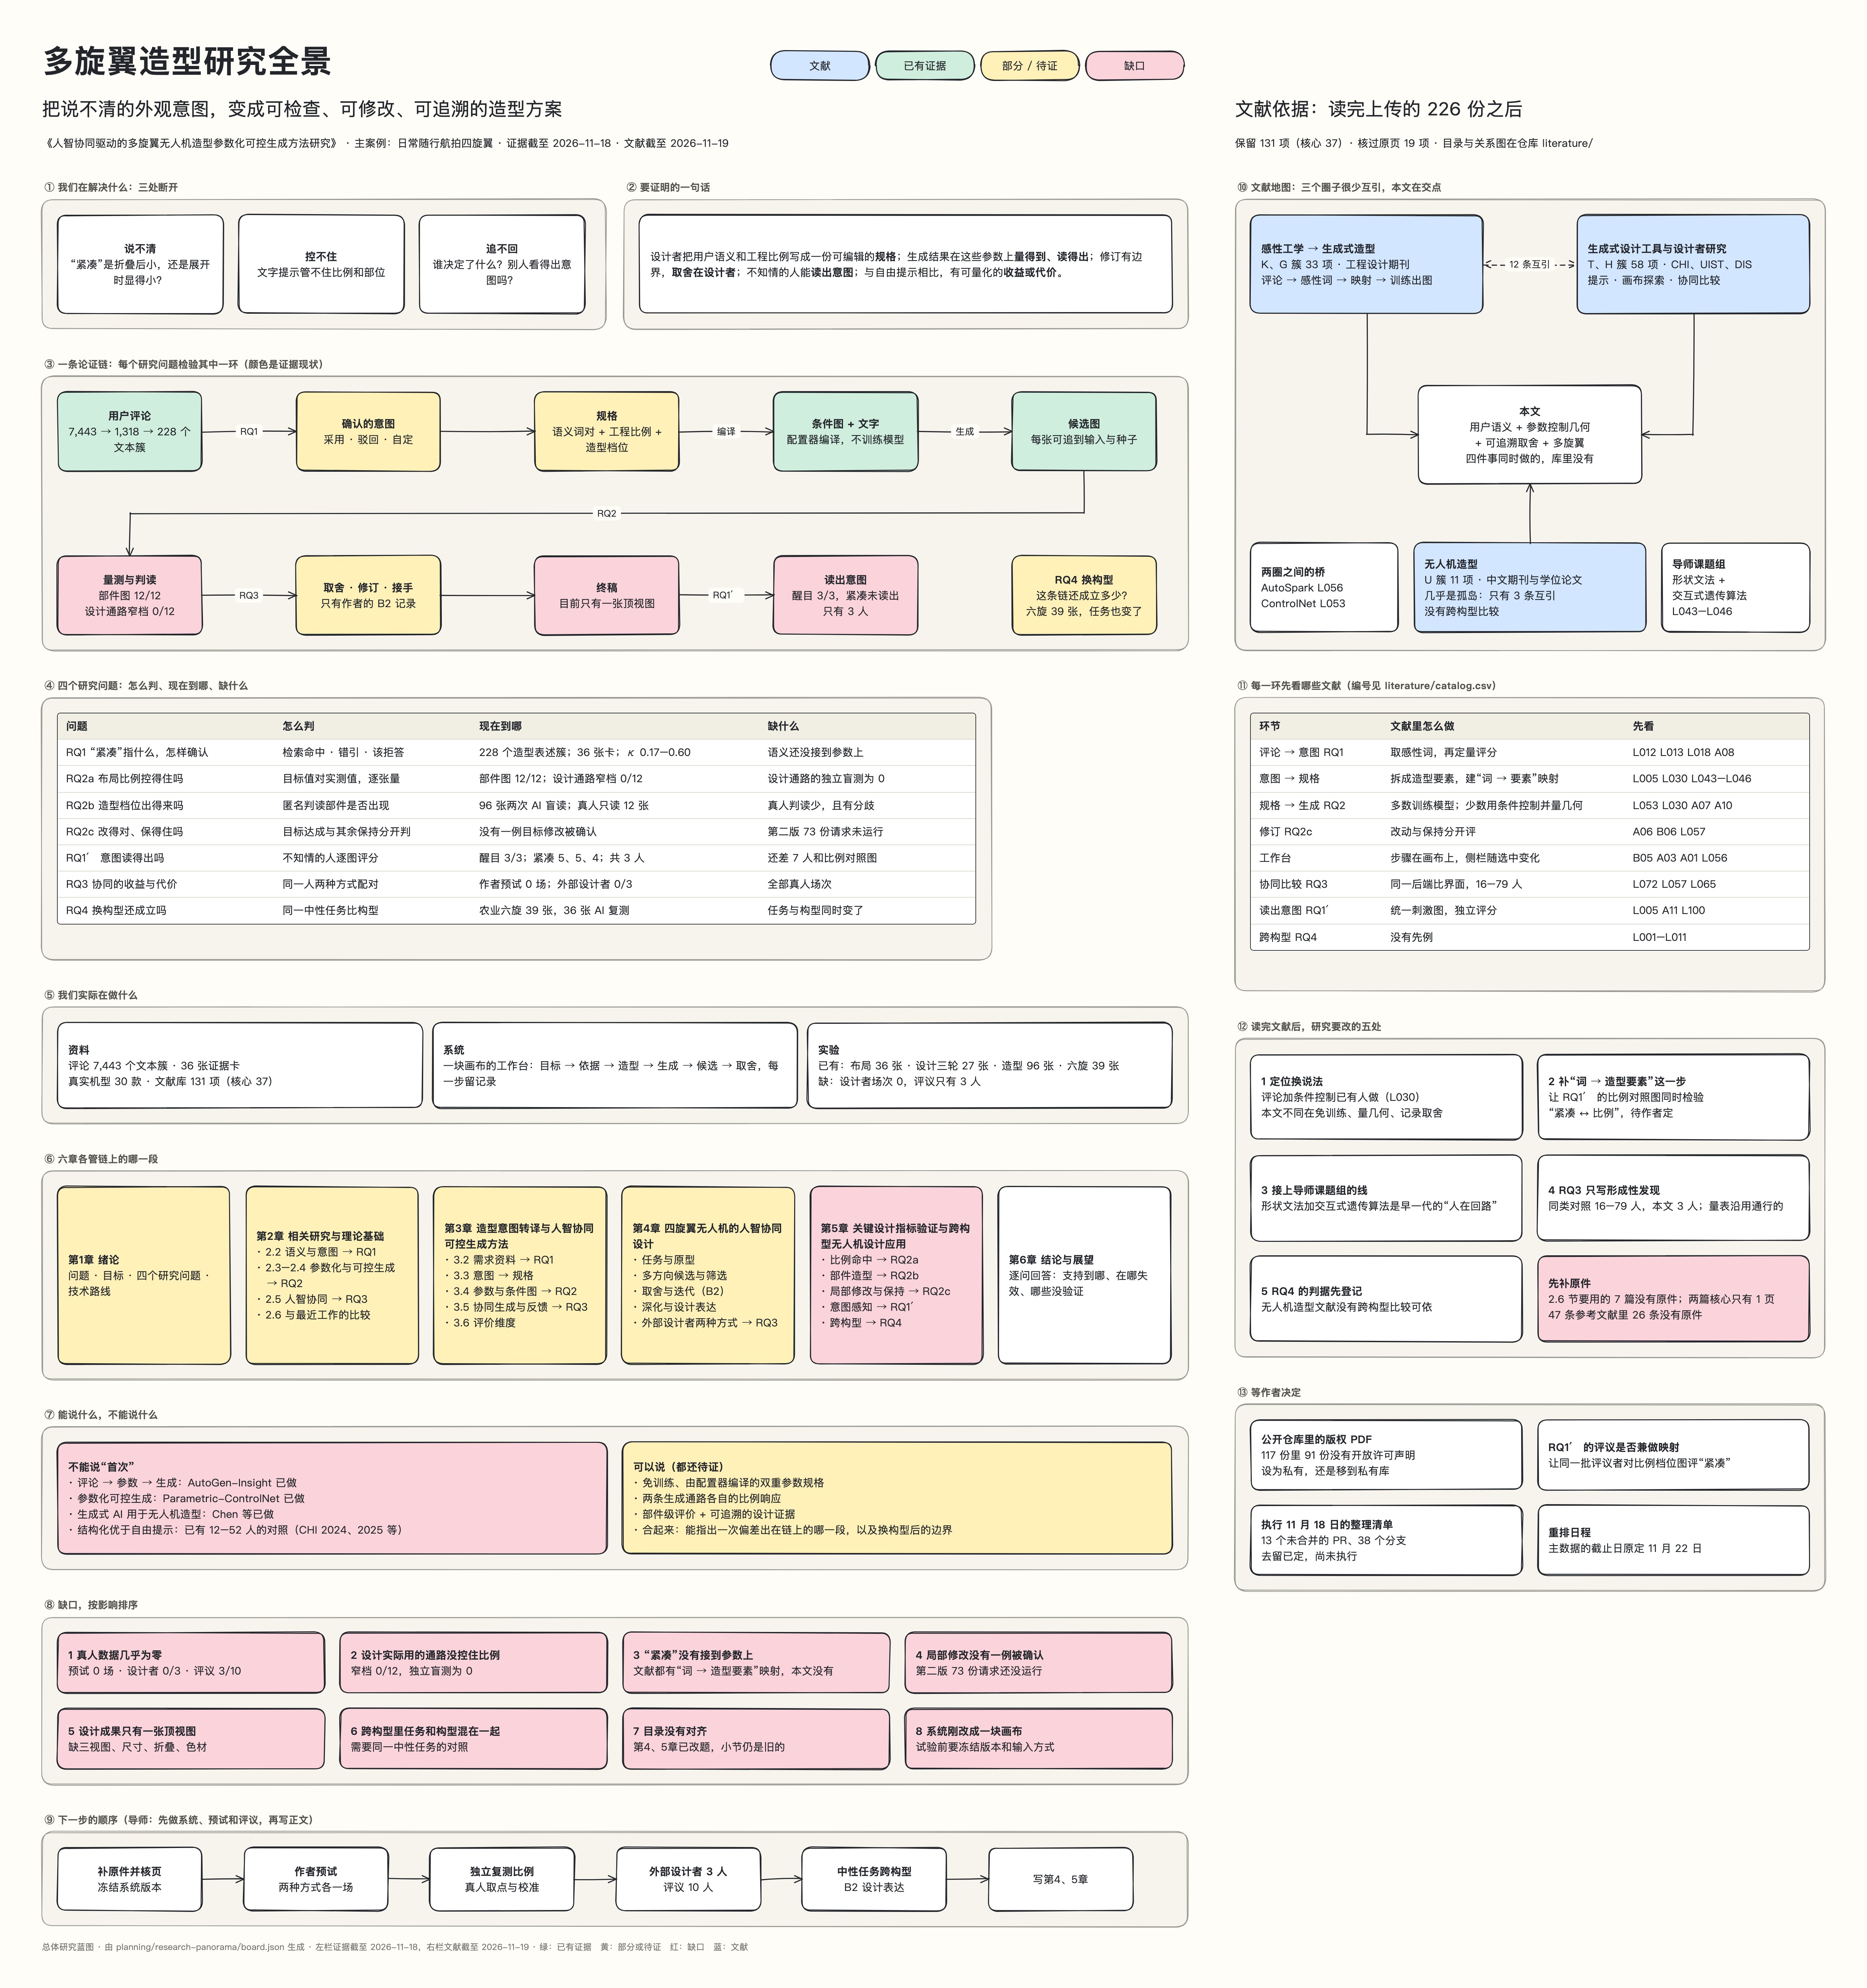 多旋翼造型研究全景
文献
已有证据
部分 / 待证
缺口
把说不清的外观意图，变成可检查、可修改、可追溯的造型方案
《人智协同驱动的多旋翼无人机造型参数化可控生成方法研究》 · 主案例：日常随行航拍四旋翼 · 证据截至 2026-11-18 · 文献截至 2026-11-19
① 我们在解决什么：三处断开
说不清
“紧凑”是折叠后小，还是展开
时显得小？
控不住
文字提示管不住比例和部位
追不回
谁决定了什么？别人看得出意
图吗？
② 要证明的一句话
设计者把用户语义和工程比例写成一份可编辑的规格；生成结果在这些参数上量得到、读得出；修订有边
界，取舍在设计者；不知情的人能读出意图；与自由提示相比，有可量化的收益或代价。
③ 一条论证链：每个研究问题检验其中一环（颜色是证据现状）
用户评论
7,443 → 1,318 → 228 个
文本簇
RQ1
确认的意图
采用 · 驳回 · 自定
规格
语义词对 + 工程比例 +
造型档位
编译
条件图 + 文字
配置器编译，不训练模型
生成
候选图
每张可追到输入与种子
RQ2
量测与判读
部件图 12/12
设计通路窄档 0/12
RQ3
取舍 · 修订 · 接手
只有作者的 B2 记录
终稿
目前只有一张顶视图
RQ1′
读出意图
醒目 3/3，紧凑未读出
只有 3 人
RQ4 换构型
这条链还成立多少？
六旋 39 张，任务也变了
④ 四个研究问题：怎么判、现在到哪、缺什么
问题 怎么判 现在到哪 缺什么
RQ1 “紧凑”指什么，怎样确认 检索命中 · 错引 · 该拒答 228 个造型表述簇；36 张卡；κ 0.17—0.60 语义还没接到参数上
RQ2a 布局比例控得住吗 目标值对实测值，逐张量 部件图 12/12；设计通路窄档 0/12 设计通路的独立盲测为 0
RQ2b 造型档位出得来吗 匿名判读部件是否出现 96 张两次 AI 盲读；真人只读 12 张 真人判读少，且有分歧
RQ2c 改得对、保得住吗 目标达成与其余保持分开判 没有一例目标修改被确认 第二版 73 份请求未运行
RQ1′ 意图读得出吗 不知情的人逐图评分 醒目 3/3；紧凑 5、5、4；共 3 人 还差 7 人和比例对照图
RQ3 协同的收益与代价 同一人两种方式配对 作者预试 0 场；外部设计者 0/3 全部真人场次
RQ4 换构型还成立吗 同一中性任务比构型 农业六旋 39 张，36 张 AI 复测 任务与构型同时变了
⑤ 我们实际在做什么
资料
评论 7,443 个文本簇 · 36 张证据卡
真实机型 30 款 · 文献库 131 项（核心 37）
系统
一块画布的工作台：目标 → 依据 → 造型 → 生成 → 候选 → 取舍，每
一步留记录
实验
已有：布局 36 张 · 设计三轮 27 张 · 造型 96 张 · 六旋 39 张
缺：设计者场次 0，评议只有 3 人
⑥ 六章各管链上的哪一段
第1章 绪论
问题 · 目标 · 四个研究问题 ·
技术路线
第2章 相关研究与理论基础
· 2.2 语义与意图 → RQ1
· 2.3—2.4 参数化与可控生成
→ RQ2
· 2.5 人智协同 → RQ3
· 2.6 与最近工作的比较
第3章 造型意图转译与人智协同
可控生成方法
· 3.2 需求资料 → RQ1
· 3.3 意图 → 规格
· 3.4 参数与条件图 → RQ2
· 3.5 协同生成与反馈 → RQ3
· 3.6 评价维度
第4章 四旋翼无人机的人智协同
设计
· 任务与原型
· 多方向候选与筛选
· 取舍与迭代（B2）
· 深化与设计表达
· 外部设计者两种方式 → RQ3
第5章 关键设计指标验证与跨构
型无人机设计应用
· 比例命中 → RQ2a
· 部件造型 → RQ2b
· 局部修改与保持 → RQ2c
· 意图感知 → RQ1′
· 跨构型 → RQ4
第6章 结论与展望
逐问回答：支持到哪、在哪失
效、哪些没验证
⑦ 能说什么，不能说什么
不能说“首次”
· 评论 → 参数 → 生成：AutoGen-Insight 已做
· 参数化可控生成：Parametric-ControlNet 已做
· 生成式 AI 用于无人机造型：Chen 等已做
· 结构化优于自由提示：已有 12—52 人的对照（CHI 2024、2025 等）
可以说（都还待证）
· 免训练、由配置器编译的双重参数规格
· 两条生成通路各自的比例响应
· 部件级评价 + 可追溯的设计证据
· 合起来：能指出一次偏差出在链上的哪一段，以及换构型后的边界
⑧ 缺口，按影响排序
1 真人数据几乎为零
预试 0 场 · 设计者 0/3 · 评议 3/10
2 设计实际用的通路没控住比例
窄档 0/12，独立盲测为 0
3 “紧凑”没有接到参数上
文献都有“词 → 造型要素”映射，本文没有
4 局部修改没有一例被确认
第二版 73 份请求还没运行
5 设计成果只有一张顶视图
缺三视图、尺寸、折叠、色材
6 跨构型里任务和构型混在一起
需要同一中性任务的对照
7 目录没有对齐
第4、5章已改题，小节仍是旧的
8 系统刚改成一块画布
试验前要冻结版本和输入方式
⑨ 下一步的顺序（导师：先做系统、预试和评议，再写正文）
补原件并核页
冻结系统版本
作者预试
两种方式各一场
独立复测比例
真人取点与校准
外部设计者 3 人
评议 10 人
中性任务跨构型
B2 设计表达
写第4、5章
总体研究蓝图 · 由 planning/research-panorama/board.json 生成 · 左栏证据截至 2026-11-18，右栏文献截至 2026-11-19 · 绿：已有证据 黄：部分或待证 红：缺口 蓝：文献
文献依据：读完上传的 226 份之后
保留 131 项（核心 37）· 核过原页 19 项 · 目录与关系图在仓库 literature/
⑩ 文献地图：三个圈子很少互引，本文在交点
感性工学 → 生成式造型
K、G 簇 33 项 · 工程设计期刊
评论 → 感性词 → 映射 → 训练出图
12 条互引
生成式设计工具与设计者研究
T、H 簇 58 项 · CHI、UIST、DIS
提示 · 画布探索 · 协同比较
本文
用户语义 + 参数控制几何
+ 可追溯取舍 + 多旋翼
四件事同时做的，库里没有
两圈之间的桥
AutoSpark L056
ControlNet L053
无人机造型
U 簇 11 项 · 中文期刊与学位论文
几乎是孤岛：只有 3 条互引
没有跨构型比较
导师课题组
形状文法 +
交互式遗传算法
L043—L046
⑪ 每一环先看哪些文献（编号见 literature/catalog.csv）
环节 文献里怎么做 先看
评论 → 意图 RQ1 取感性词，再定量评分 L012 L013 L018 A08
意图 → 规格 拆成造型要素，建“词 → 要素”映射 L005 L030 L043—L046
规格 → 生成 RQ2 多数训练模型；少数用条件控制并量几何 L053 L030 A07 A10
修订 RQ2c 改动与保持分开评 A06 B06 L057
工作台 步骤在画布上，侧栏随选中变化 B05 A03 A01 L056
协同比较 RQ3 同一后端比界面，16—79 人 L072 L057 L065
读出意图 RQ1′ 统一刺激图，独立评分 L005 A11 L100
跨构型 RQ4 没有先例 L001—L011
⑫ 读完文献后，研究要改的五处
1 定位换说法
评论加条件控制已有人做（L030）
本文不同在免训练、量几何、记录取舍
2 补“词 → 造型要素”这一步
让 RQ1′ 的比例对照图同时检验
“紧凑 ↔ 比例”，待作者定
3 接上导师课题组的线
形状文法加交互式遗传算法是早一代的“人在回路”
4 RQ3 只写形成性发现
同类对照 16—79 人，本文 3 人；量表沿用通行的
5 RQ4 的判据先登记
无人机造型文献没有跨构型比较可依
先补原件
2.6 节要用的 7 篇没有原件；两篇核心只有 1 页
47 条参考文献里 26 条没有原件
⑬ 等作者决定
公开仓库里的版权 PDF
117 份里 91 份没有开放许可声明
设为私有，还是移到私有库
RQ1′ 的评议是否兼做映射
让同一批评议者对比例档位图评“紧凑”
执行 11 月 18 日的整理清单
13 个未合并的 PR、38 个分支
去留已定，尚未执行
重排日程
主数据的截止日原定 11 月 22 日